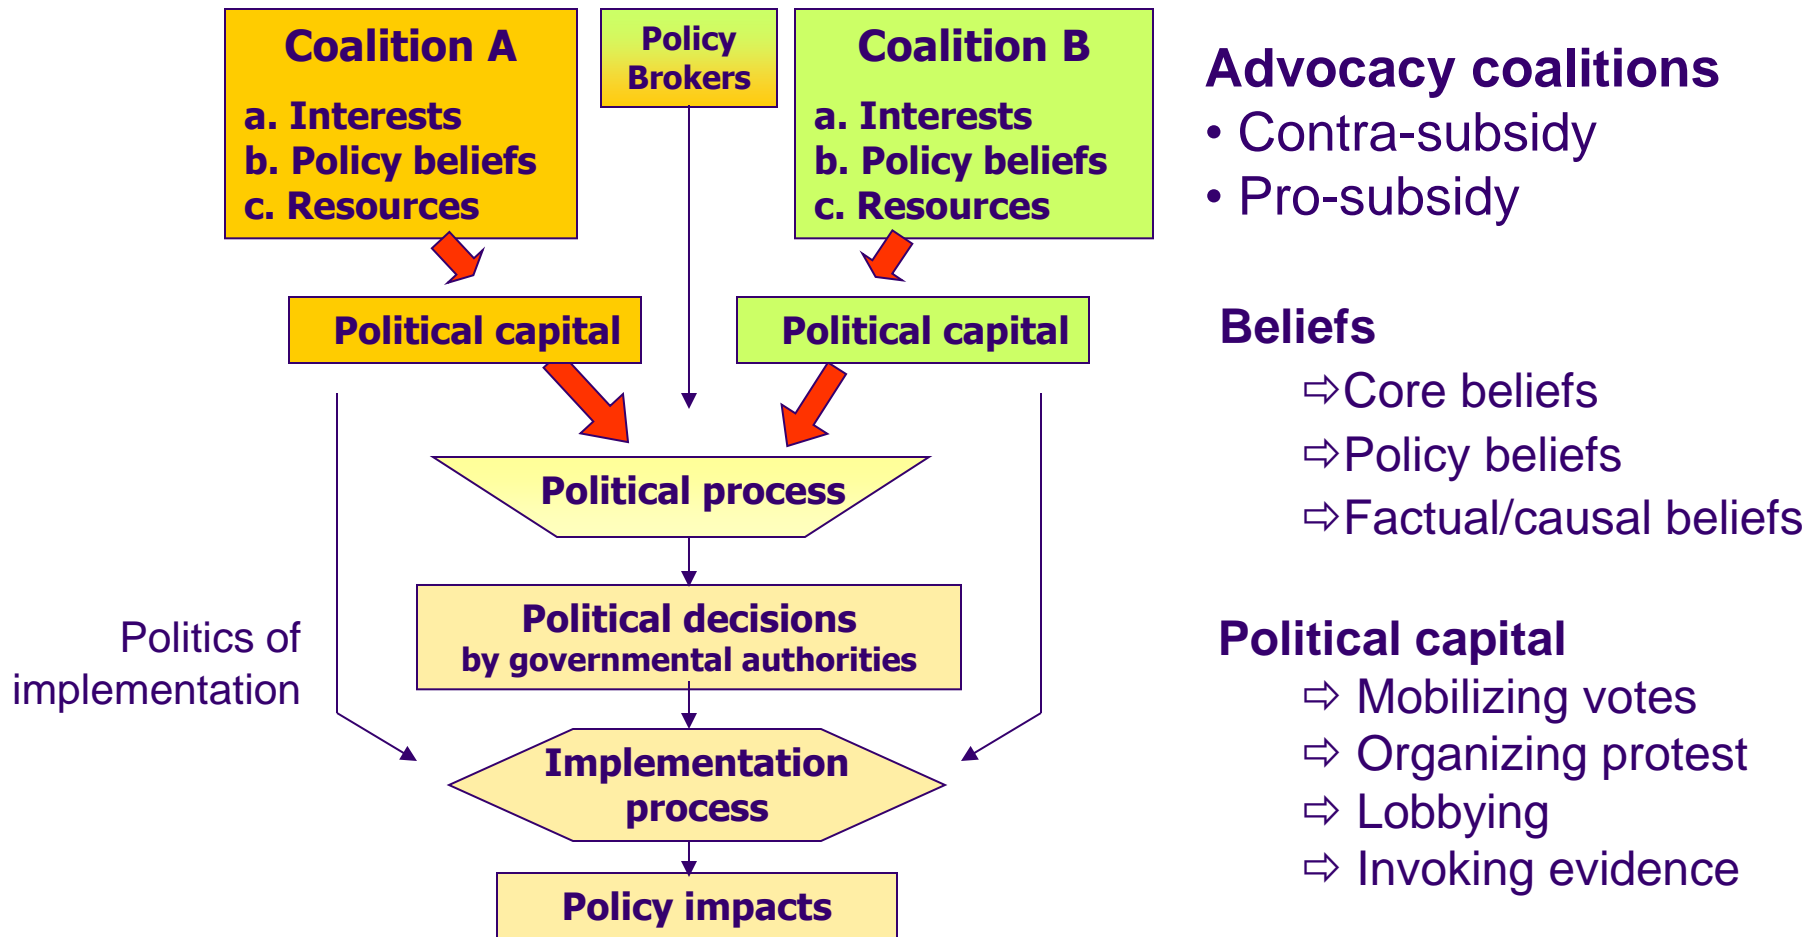 Coalition A
a. Interests
b. Policy beliefs
c. Resources
Policy
Brokers
Coalition B
a. Interests
b. Policy beliefs
c. Resources
Political capital
Political capital
Political process
Political decisions
by governmental authorities
Politics of
implementation
Implementation
process
Policy impacts
Advocacy coalitions
• Contra-subsidy
• Pro-subsidy
Beliefs
⇨Core beliefs
⇨Policy beliefs
⇨Factual/causal beliefs
Political capital
⇨ Mobilizing votes
⇨ Organizing protest
⇨ Lobbying
⇨ Invoking evidence